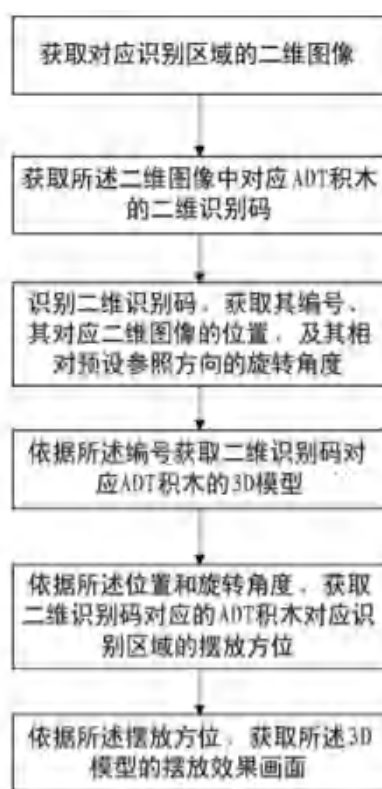 获取对应识别区域的二维图像
获取所述二维图像中对应ADT积木
的二维识别码
识别二维识别码，获取其编号、
其对应二维图像的位置，及其相
对预设参照方向的旋转角度
依据所述编号获取二维识别码对
应ADT积木的3D模型
依据所述位置和旋转角度，获取
二维识别码对应的ADT积木对应识
别区域的摆放方位
依据所述摆放方位，获取所述3D
模型的摆放效果画面